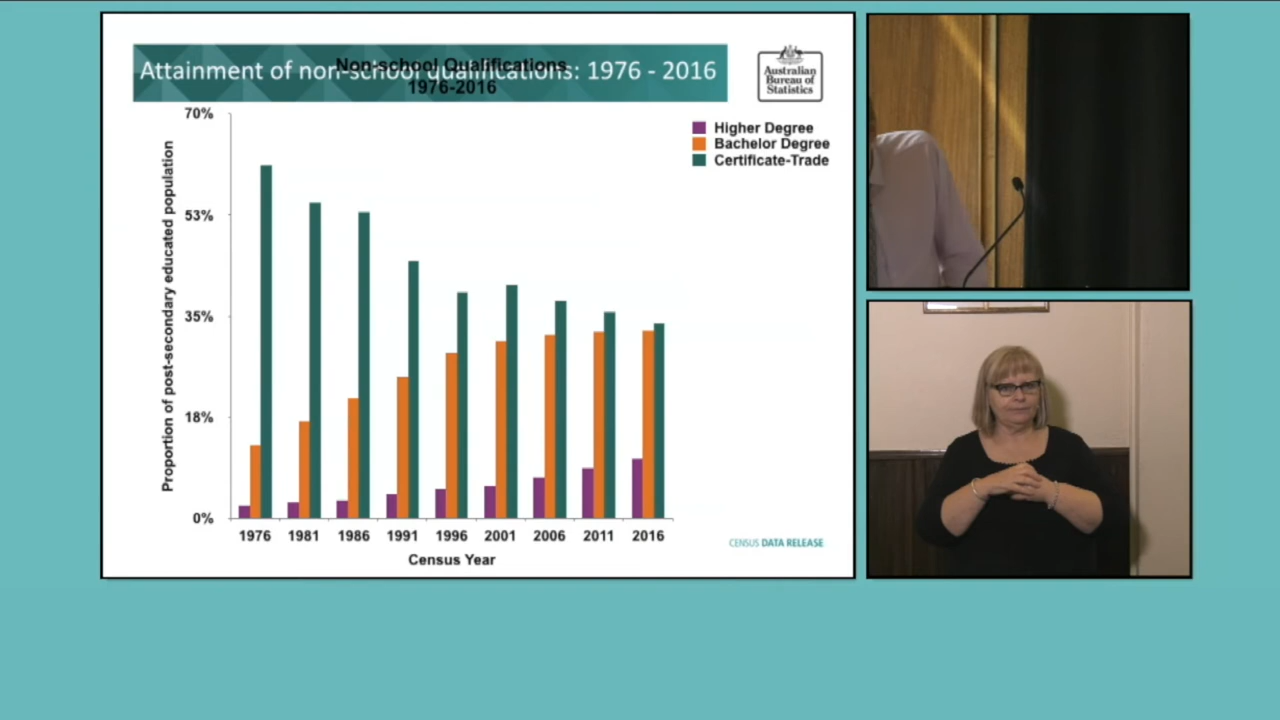 Attainment of non-school qualifications: 1976 - 2016
Non-school Qualifications
1976-2016
Australian
Bureau of
Statistics
Higher Degree
Bachelor Degree
Certificate-Trade
Proportion of post-secondary educated population
70%
53%
35%
18%
0%
1976 1981 1986 1991 1996 2001 2006 2011 2016
Census Year
CENSUS DATA RELEASE